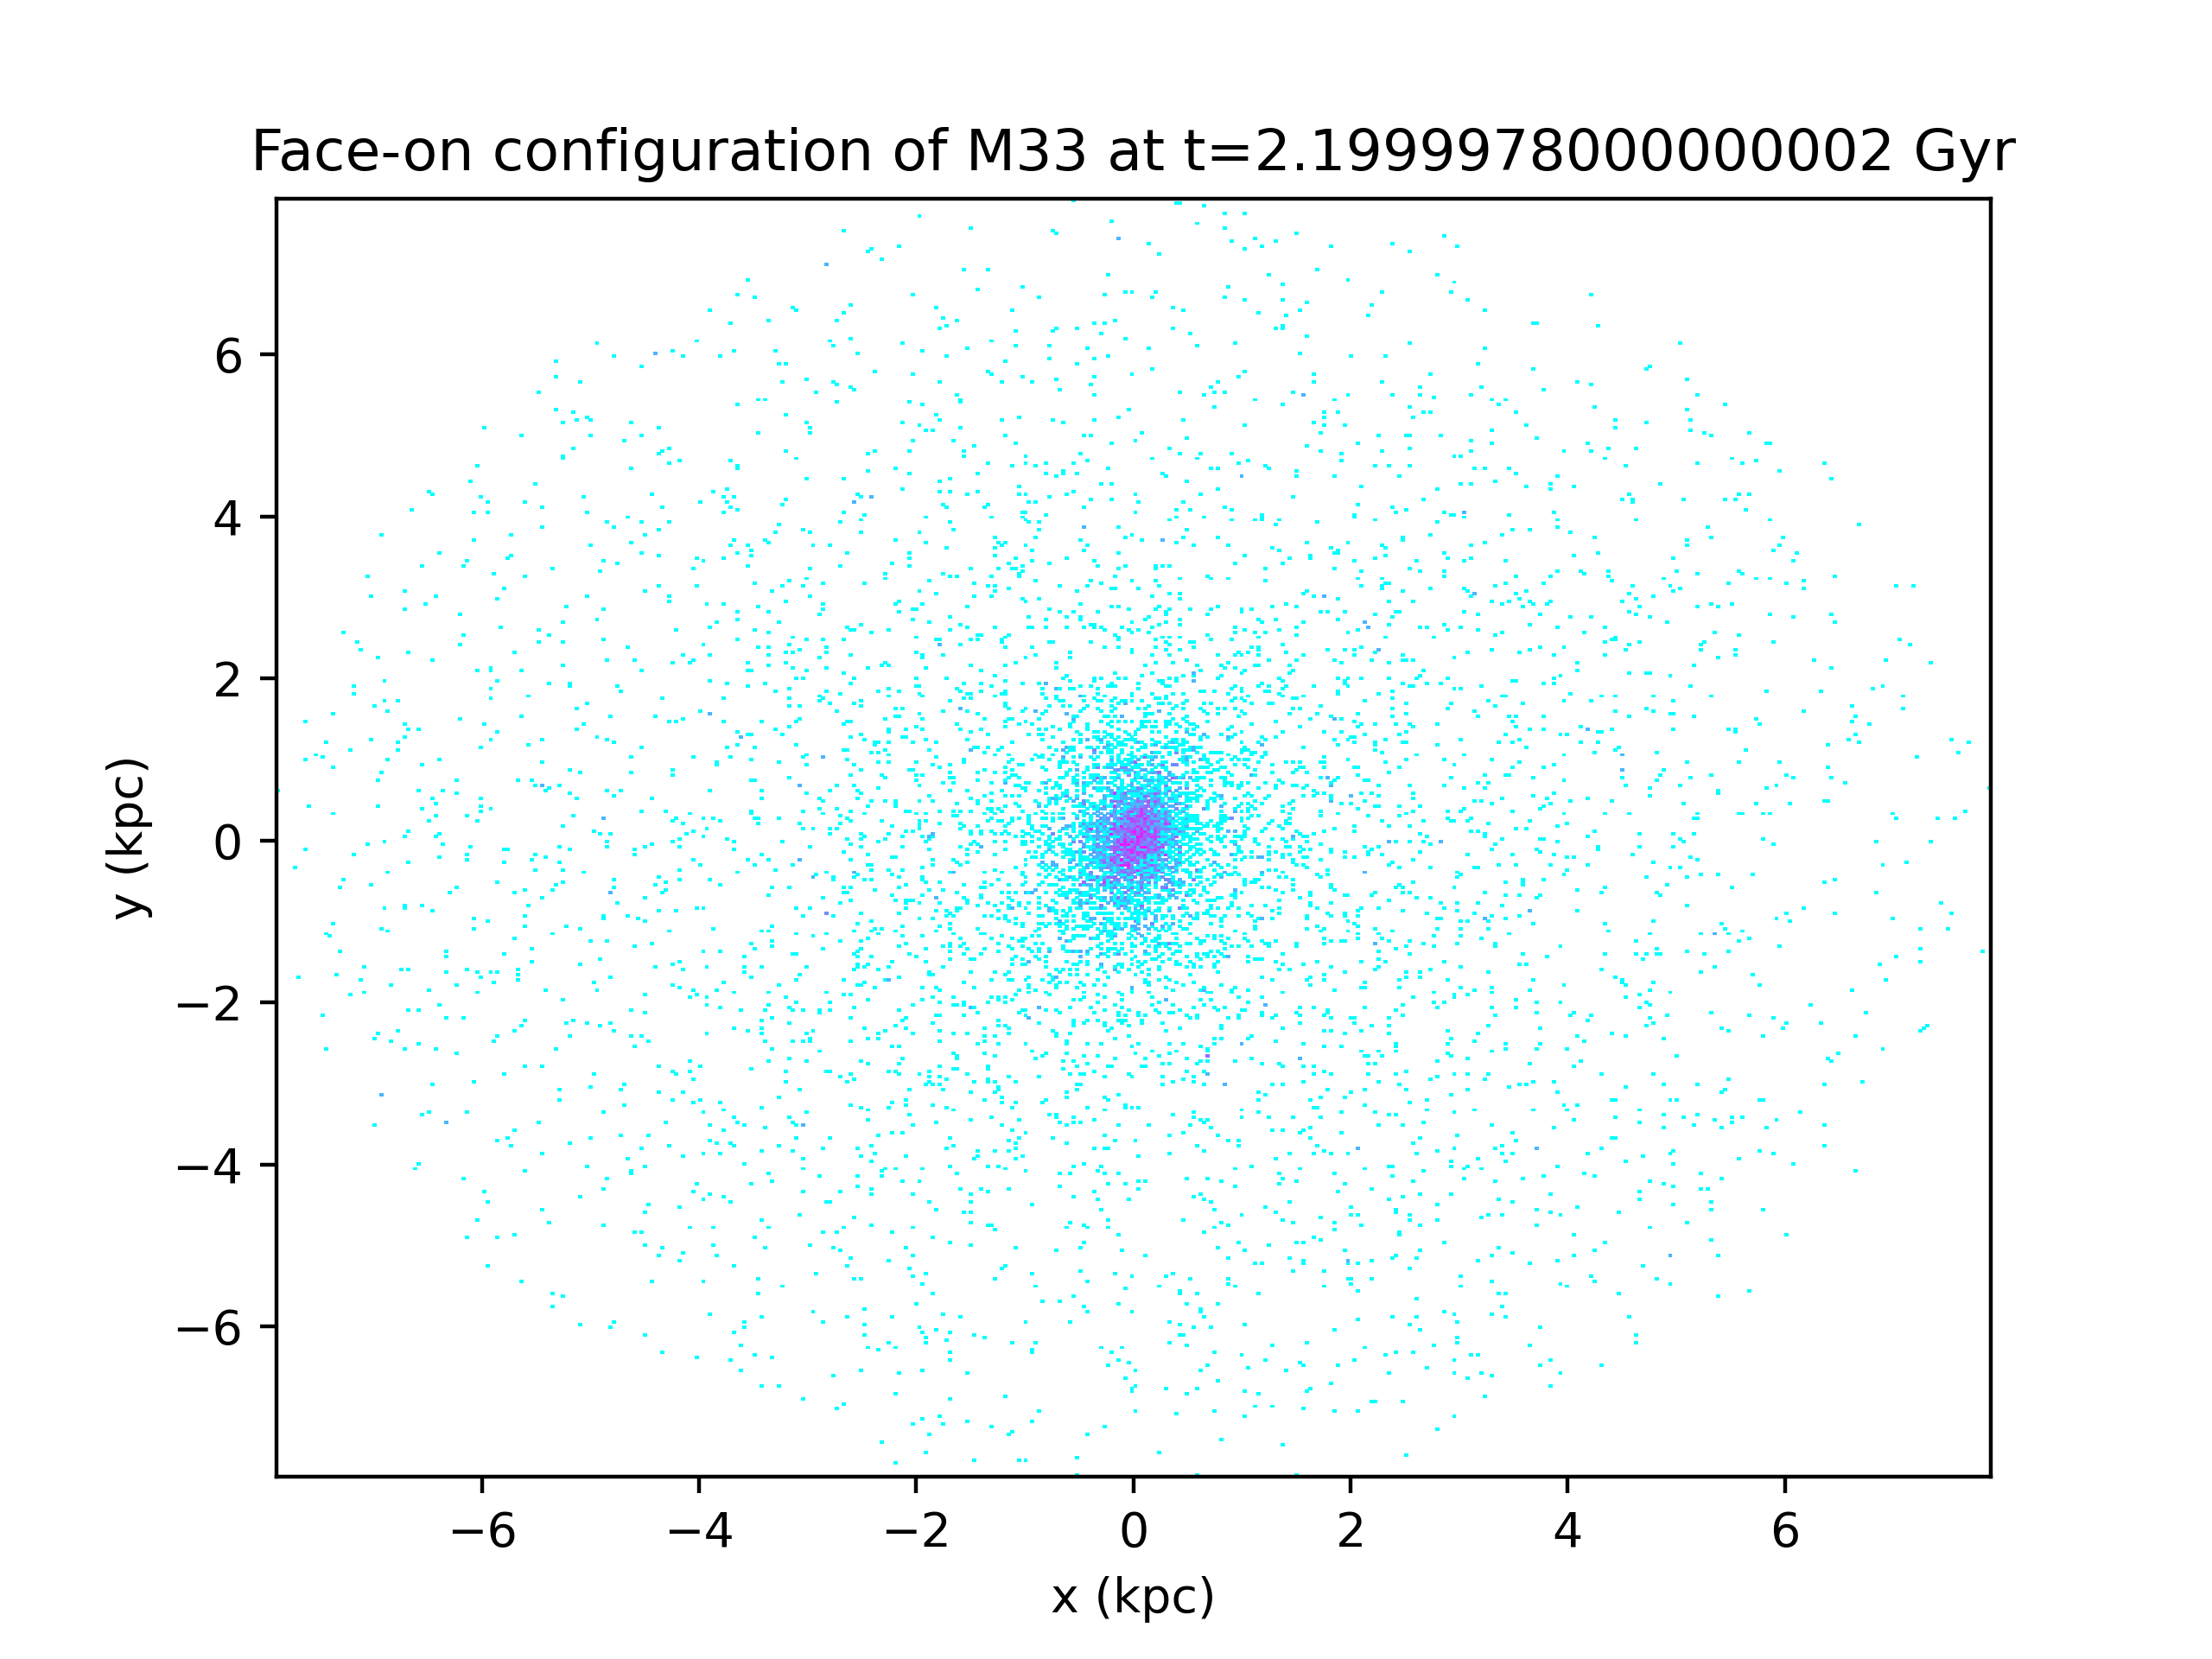 Face-on configuration of M33 at t=2.1999978000000002 Gyr
y (kpc)
6
4
2
0
−2
−4
−6
−6 −4 −2 0 2 4 6
x (kpc)